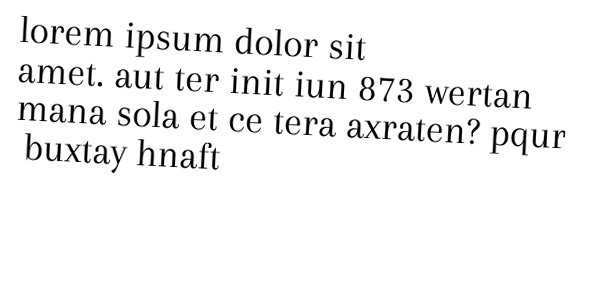 lorem ipsum dolor sit
amet. aut ter init iun 873 wertan
mana sola et ce tera axraten? pqur
buxtay hnaft